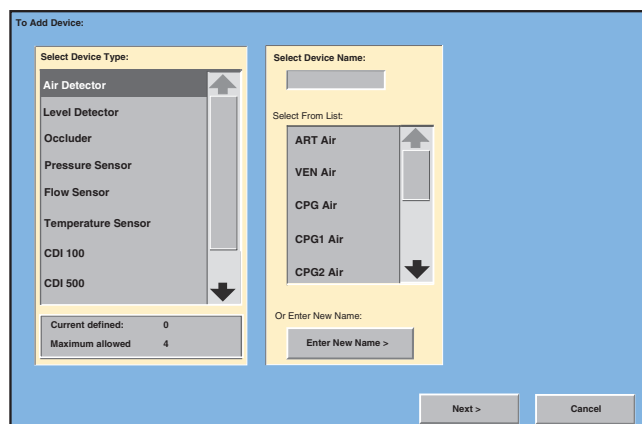 To Add Device:
Select Device Type:
Air Detector
Level Detector
Occluder
Pressure Sensor
Flow Sensor
Temperature Sensor
CDI 100
CDI 500
Current defined: 0
Maximum allowed 4
Select Device Name:
Select From List:
ART Air
VEN Air
CPG Air
CPG1 Air
CPG2 Air
Or Enter New Name:
Enter New Name >
Next >
Cancel